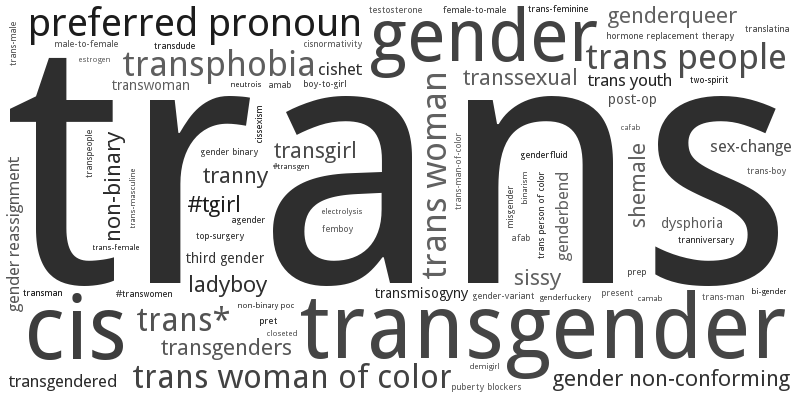 preferred pronoun
testosterone
female-to-male
trans-feminine
gender
genderqueer
hormone replacement therapy
translatina
trans-male
male-to-female
transdude
cisnormativity
estrogen
transphobia
cishet
trans people
transwoman
neutrois
amab
boy-to-girl
transsexual
trans youth
two-spirit
post-op
trans
cissexism
transpeople
non-binary
trans-masculine
gender binary
transgirl
#transgen
tranny
#tgirl
agender
top-surgery
third gender
ladyboy
trans-female
electrolysis
femboy
trans woman
trans-man-of-color
genderfluid
misgender
binarism
trans person of color
genderbend
afab
sissy
cafab
shemale
sex-change
trans-boy
dysphoria
tranniversary
prep
gender reassignment
transman
#transwomen
transmisogyny
gender-variant
genderfuckery
present
camab
trans-man
bi-gender
cis
trans*
non-binary poc
pret
closeted
transgender
transgenders
demigirl
transgendered
trans woman of color
puberty blockers
gender non-conforming